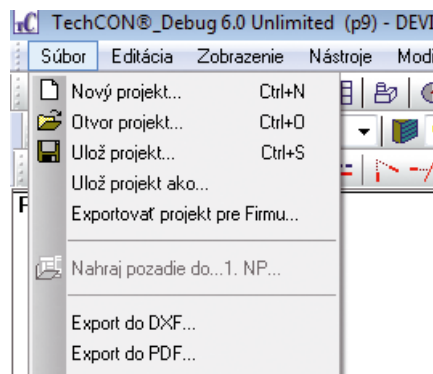 TechCON®_Debug 6.0 Unlimited (p9) - DEVI
Súbor Editácia Zobrazenie Nástroje Modi
Nový projekt... Ctrl+N
Otvor projekt... Ctrl+O
Ulož projekt... Ctrl+S
Ulož projekt ako...
Exportovať projekt pre Firmu...
Nahraj pozadie do...1. NP...
Export do DXF...
Export do PDF...